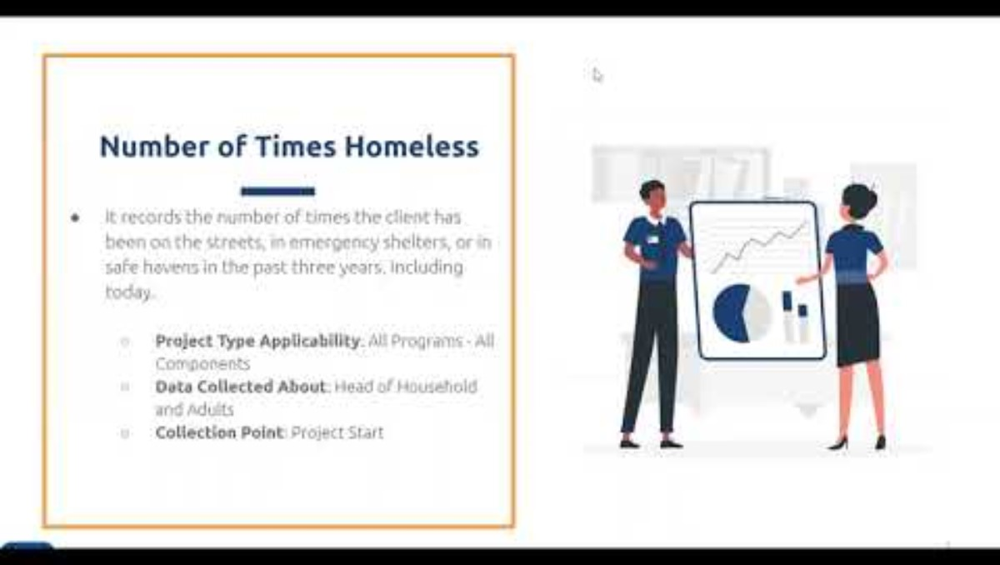 Number of Times Homeless
• It records the number of times the client has
been on the streets, in emergency shelters, or in
safe havens in the past three years. Including
today.
○ Project Type Applicability: All Programs - All
Components
○ Data Collected About: Head of Household
and Adults
○ Collection Point: Project Start